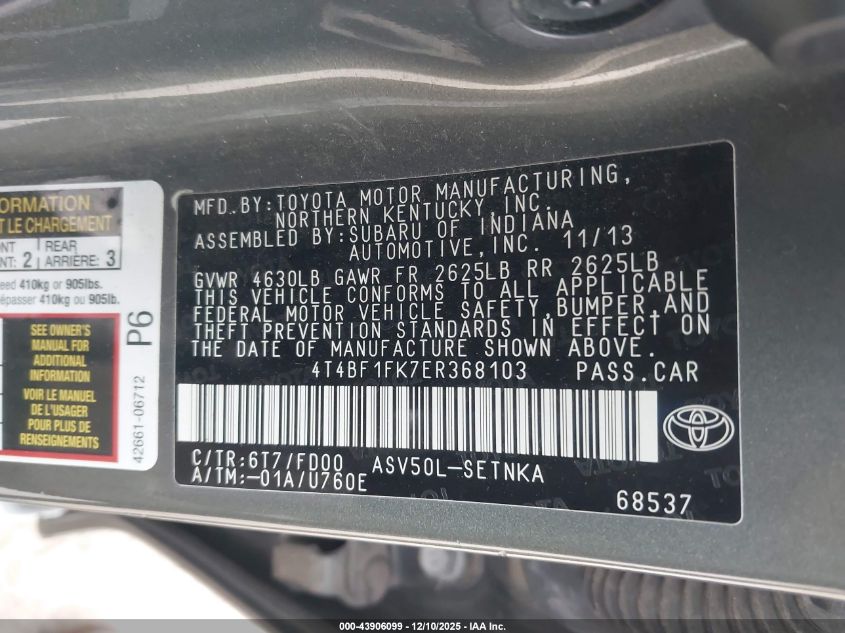 FORMATION
T LE CHARGEMENT
NT 2 REAR
ARRIÈRE: 3
eed 410kg or 905lbs.
épasser 410kg ou 905lb.
SEE OWNER'S
MANUAL FOR
ADDITIONAL
INFORMATION
VOIR LE MANUEL
DE L'USAGER
POUR PLUS DE
RENSEIGNEMENTS
P6
42661-06712
MFD. BY: TOYOTA MOTOR MANUFACTURING,
NORTHERN KENTUCKY, INC.
ASSEMBLED BY: SUBARU OF INDIANA
AUTOMOTIVE, INC. 11/13
GVWR 4630LB GAWR FR 2625LB RR 2625LB
THIS VEHICLE CONFORMS TO ALL APPLICABLE
FEDERAL MOTOR VEHICLE SAFETY, BUMPER, AND
THEFT PREVENTION STANDARDS IN EFFECT ON
THE DATE OF MANUFACTURE SHOWN ABOVE.
4T4BF1FK7ER368103 PASS.CAR
C/TR:6T7/FD00 ASV50L-SETNKA
A/TM:-01A/U760E
68537
000-43906099 — 12/10/2025 - IAA Inc.